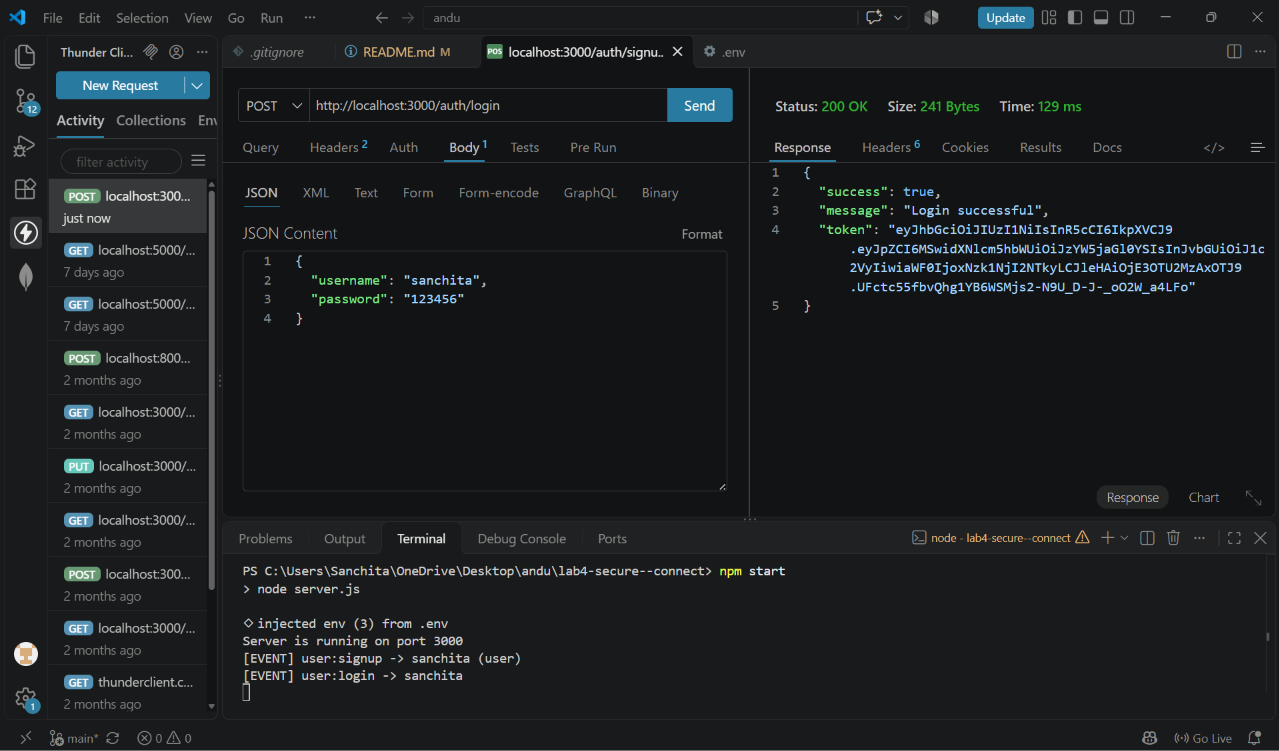 File Edit Selection View Go Run ··· andu Update
Thunder Cli... ···
New Request
Activity Collections Env
filter activity
POST localhost:300...
just now
GET localhost:5000/...
7 days ago
GET localhost:5000/...
7 days ago
POST localhost:800...
2 months ago
GET localhost:3000/...
2 months ago
PUT localhost:3000/...
2 months ago
GET localhost:3000/...
2 months ago
POST localhost:300...
2 months ago
GET localhost:3000/...
2 months ago
GET thunderclient.c...
2 months ago
12
1
.gitignore README.md M POS localhost:3000/auth/signu.. .env ···
POST http://localhost:3000/auth/login Send
Query Headers 2 Auth Body 1 Tests Pre Run
JSON XML Text Form Form-encode GraphQL Binary
JSON Content Format
1 {
2 "username": "sanchita",
3 "password": "123456"
4 }
Status: 200 OK Size: 241 Bytes Time: 129 ms
Response Headers 6 Cookies Results Docs </>
1 {
2 "success": true,
3 "message": "Login successful",
4 "token": "eyJhbGciOiJIUzI1NiIsInR5cCI6IkpXVCJ9
.eyJpZCI6MSwidXNlcm5hbWUiOiJzYW5jaGl0YSIsInJvbGUiOiJ1c
2VyIiwiaWF0IjoxNzk1NjI2NTkyLCJleHAiOjE3OTU2MzAxOTJ9
.UFctc55fbvQhg1YB6WSMjs2-N9U_D-J-_oO2W_a4LFo"
5 }
Response Chart
Problems Output Terminal Debug Console Ports node - lab4-secure--connect ···
PS C:\Users\Sanchita\OneDrive\Desktop\andu\lab4-secure--connect> npm start
> node server.js
◇ injected env (3) from .env
Server is running on port 3000
[EVENT] user:signup -> sanchita (user)
[EVENT] user:login -> sanchita
main* 0 0 Go Live